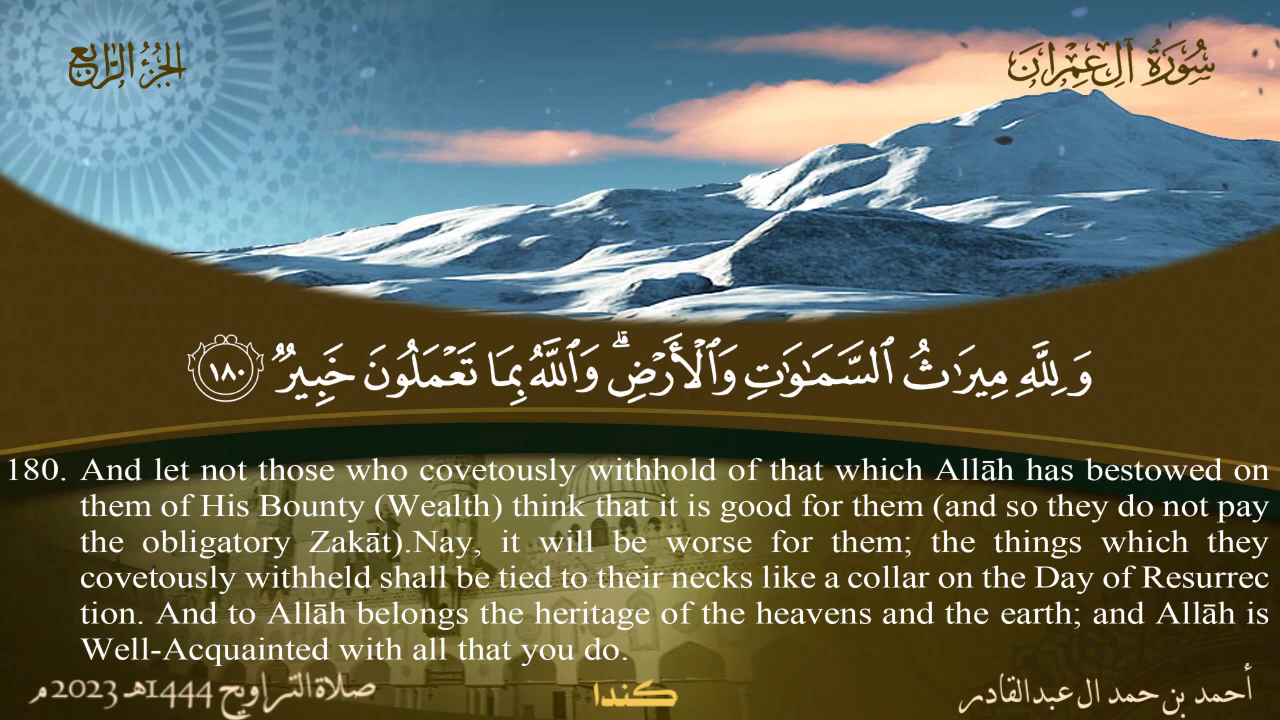 سُورَةُ آلِ عِمْرَانَ
الجُزْءُ الرَّابِعُ
وَلِلَّهِ مِيرَٰثُ ٱلسَّمَٰوَٰتِ وَٱلْأَرْضِۗ وَٱللَّهُ بِمَا تَعْمَلُونَ خَبِيرٌ ١٨٠
180. And let not those who covetously withhold of that which Allāh has bestowed on
them of His Bounty (Wealth) think that it is good for them (and so they do not pay
the obligatory Zakāt).Nay, it will be worse for them; the things which they
covetously withheld shall be tied to their necks like a collar on the Day of Resurrec
tion. And to Allāh belongs the heritage of the heavens and the earth; and Allāh is
Well-Acquainted with all that you do.
أحمد بن حمد ال عبدالقادر
كندا
صلاة التراويح 1444هـ 2023 م